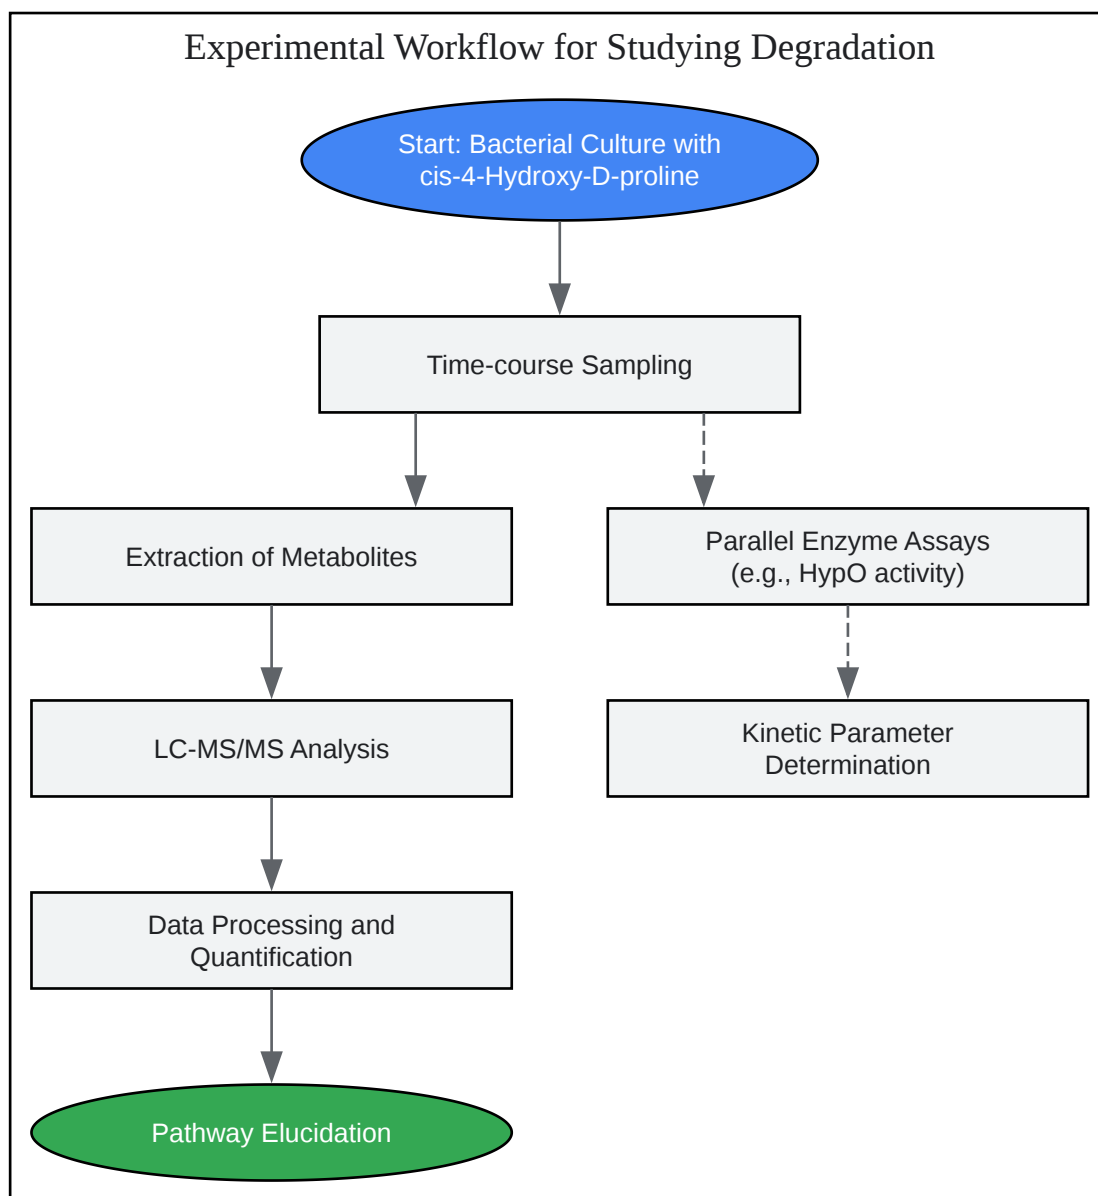 Experimental Workflow for Studying Degradation
Start: Bacterial Culture with
cis-4-Hydroxy-D-proline
Time-course Sampling
Extraction of Metabolites
Parallel Enzyme Assays
(e.g., HypO activity)
LC-MS/MS Analysis
Kinetic Parameter
Determination
Data Processing and
Quantification
Pathway Elucidation